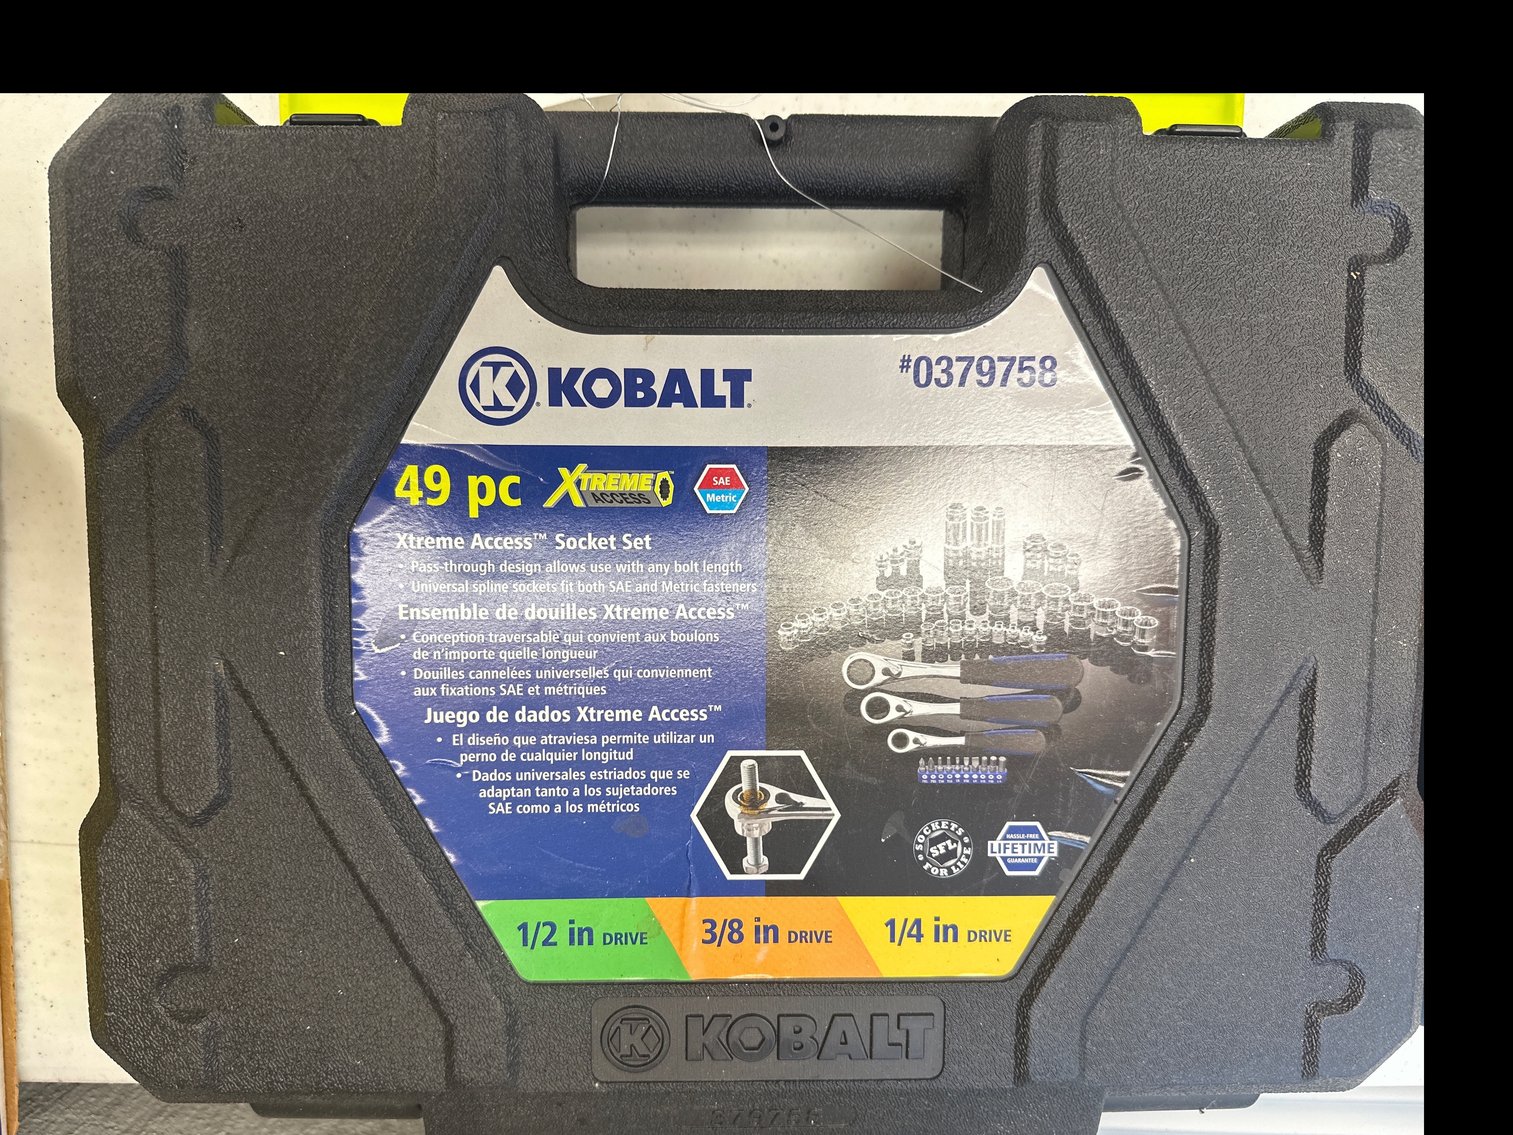 K KOBALT
#0379758
49 pc XTREME ACCESS™ SAE Metric
Xtreme Access™ Socket Set
• Pass-through design allows use with any bolt length
• Universal spline sockets fit both SAE and Metric fasteners
Ensemble de douilles Xtreme Access™
• Conception traversable qui convient aux boulons
de n'importe quelle longueur
• Douilles cannelées universelles qui conviennent
aux fixations SAE et métriques
Juego de dados Xtreme Access™
• El diseño que atraviesa permite utilizar un
perno de cualquier longitud
• Dados universales estriados que se
adaptan tanto a los sujetadores
SAE como a los métricos
SOCKETS
SFL
FOR LIFE
HASSLE-FREE
LIFETIME
GUARANTEE
1/2 in DRIVE
3/8 in DRIVE
1/4 in DRIVE
K KOBALT